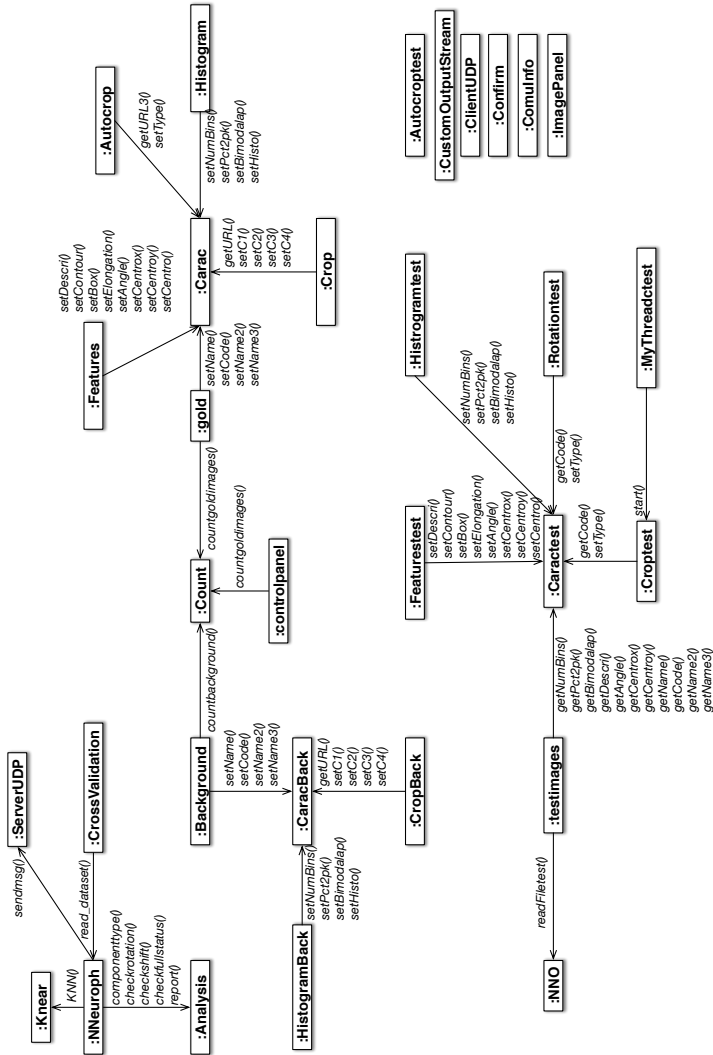 :Knear
KNN()
:NNeuroph
sendmsg()
:ServerUDP
read_dataset()
:CrossValidation
componenttype()
checkrotation()
checkshift()
checkfullstatus()
report()
:Analysis
:Background
countbackground()
:Count
countgoldimages()
:controlpanel
countgoldimages()
:gold
setName()
setCode()
setName2()
setName3()
:Carac
:Features
setDescri()
setContour()
setBox()
setElongation()
setAngle()
setCentrox()
setCentroy()
setCentro()
:Autocrop
getURL3()
setType()
:Histogram
setNumBins()
setPct2pk()
setBimodalap()
setHisto()
getURL()
setC1()
setC2()
setC3()
setC4()
:Crop
setName()
setCode()
setName2()
setName3()
:CaracBack
:HistogramBack
setNumBins()
setPct2pk()
setBimodalap()
setHisto()
getURL()
setC1()
setC2()
setC3()
setC4()
:CropBack
:NNO
readFiletest()
:testimages
getNumBins()
getPct2pk()
getBimodalap()
getDescri()
getAngle()
getCentrox()
getCentroy()
getName()
getCode()
getName2()
getName3()
:Caractest
:Featurestest
setDescri()
setContour()
setBox()
setElongation()
setAngle()
setCentrox()
setCentroy()
setCentro()
:Histrogramtest
setNumBins()
setPct2pk()
setBimodalap()
setHisto()
:Rotationtest
getCode()
setType()
getCode()
setType()
:Croptest
start()
:MyThreadctest
:Autocroptest
:CustomOutputStream
:ClientUDP
:Confirm
:ComuInfo
:ImagePanel